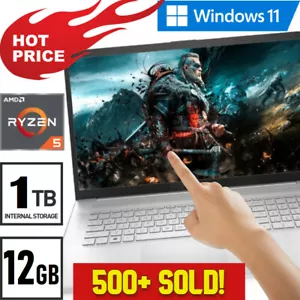 HOT
PRICE
Windows 11
AMD
RYZEN
5
1TB
INTERNAL STORAGE
12GB
500+ SOLD!